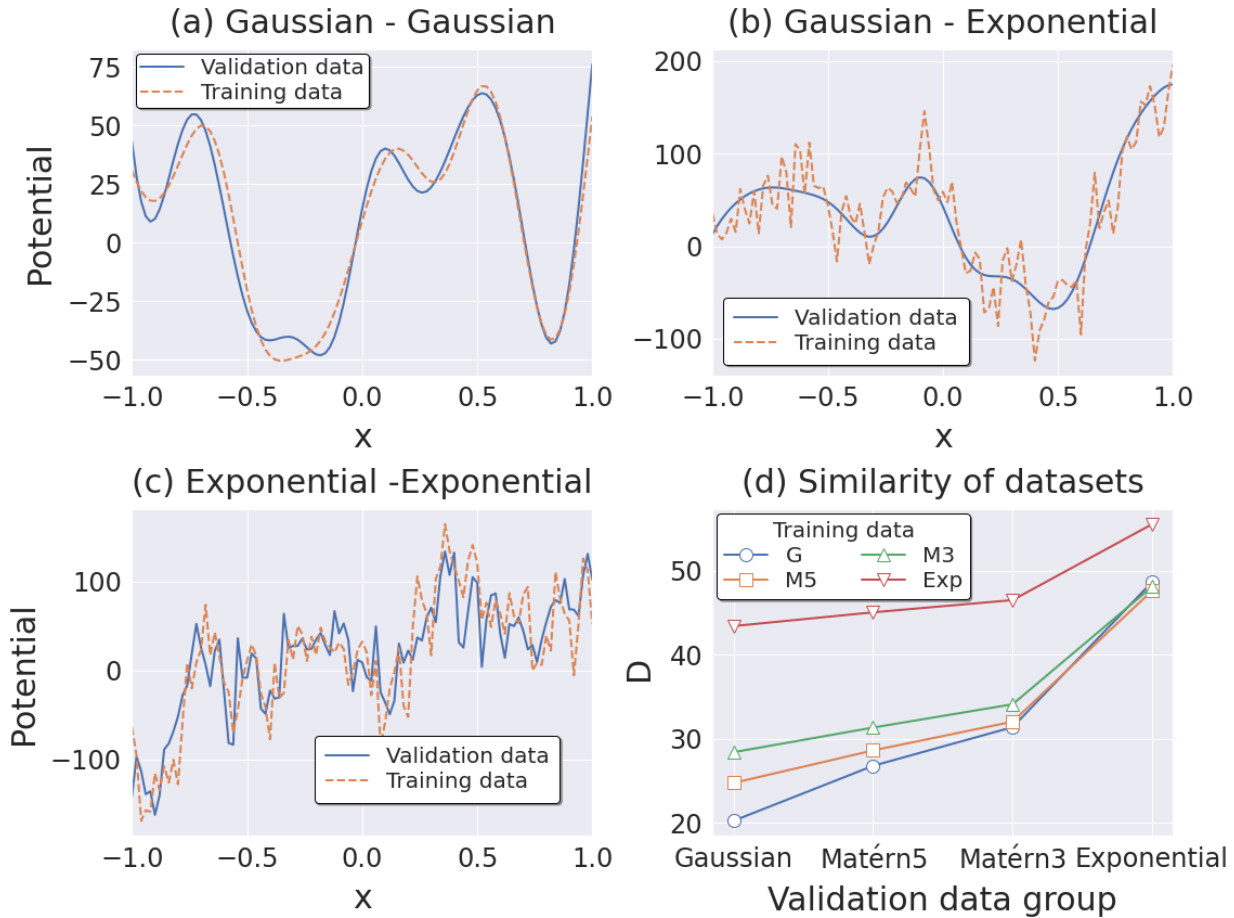 (a) Gaussian - Gaussian
Validation data
Training data
75
50
25
0
−25
−50
Potential
−1.0 −0.5 0.0 0.5 1.0
x
(b) Gaussian - Exponential
200
100
0
−100
Validation data
Training data
−1.0 −0.5 0.0 0.5 1.0
x
(c) Exponential -Exponential
100
0
−100
Potential
Validation data
Training data
−1.0 −0.5 0.0 0.5 1.0
x
(d) Similarity of datasets
Training data
G M3
M5 Exp
50
40
30
20
D
Gaussian Matérn5 Matérn3 Exponential
Validation data group